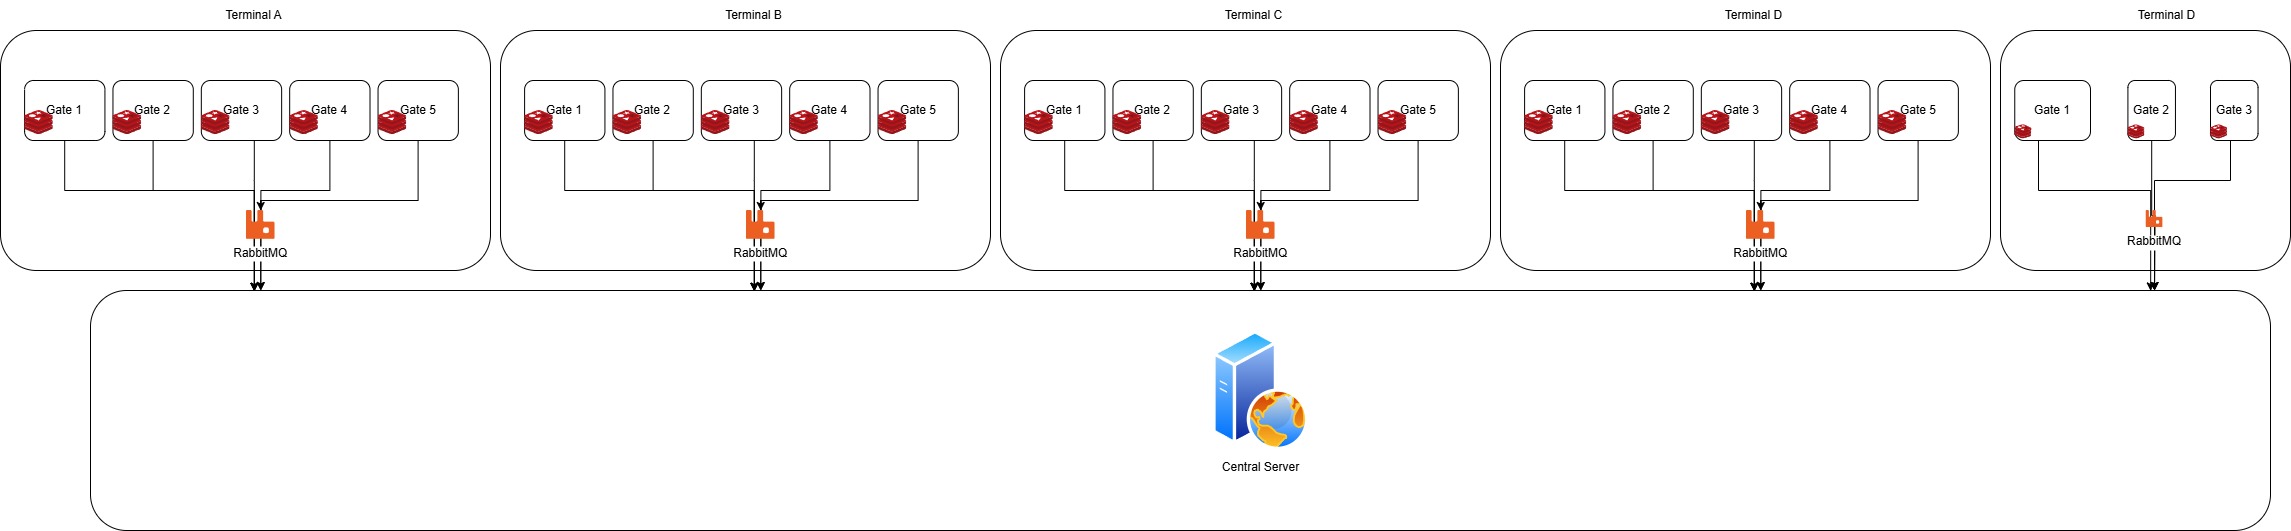 Terminal A
Terminal B
Terminal C
Terminal D
Terminal D
Gate 1
Gate 2
Gate 3
Gate 4
Gate 5
Gate 1
Gate 2
Gate 3
Gate 4
Gate 5
Gate 1
Gate 2
Gate 3
Gate 4
Gate 5
Gate 1
Gate 2
Gate 3
Gate 4
Gate 5
Gate 1
Gate 2
Gate 3
RabbitMQ
RabbitMQ
RabbitMQ
RabbitMQ
RabbitMQ
Central Server